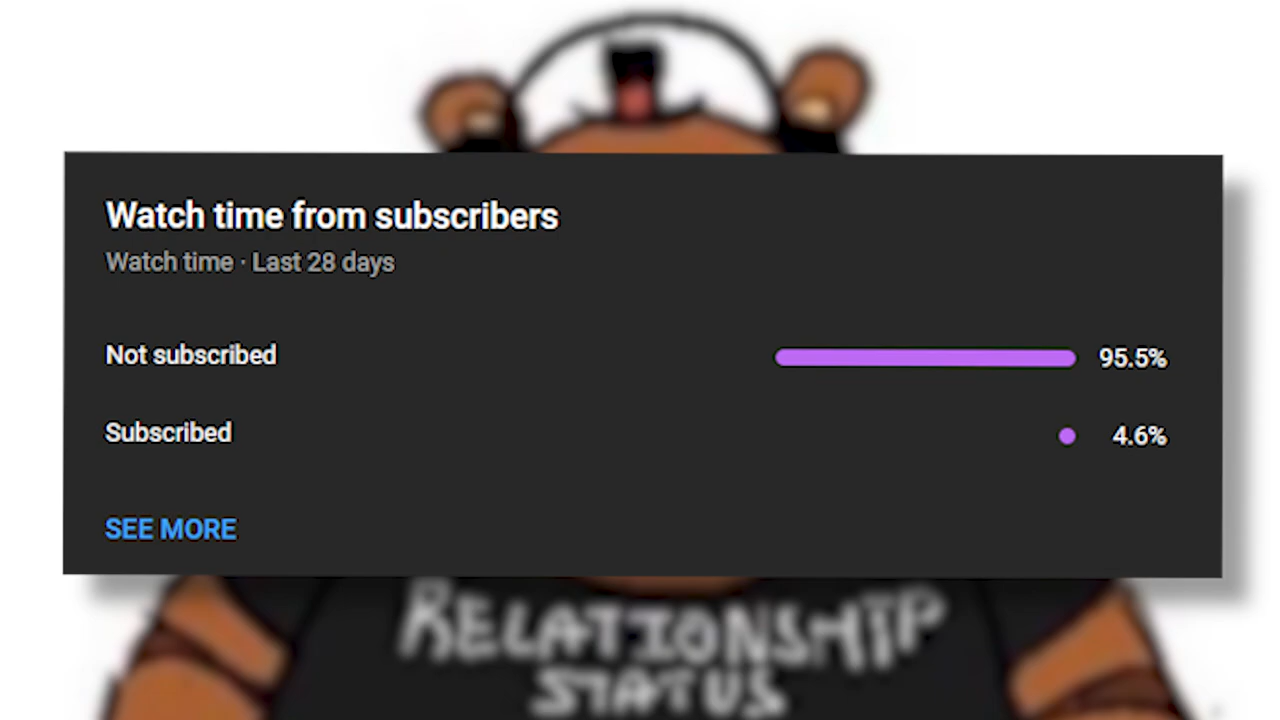 Watch time from subscribers
Watch time · Last 28 days
Not subscribed 95.5%
Subscribed 4.6%
SEE MORE
RELATIONSHIP
STATUS